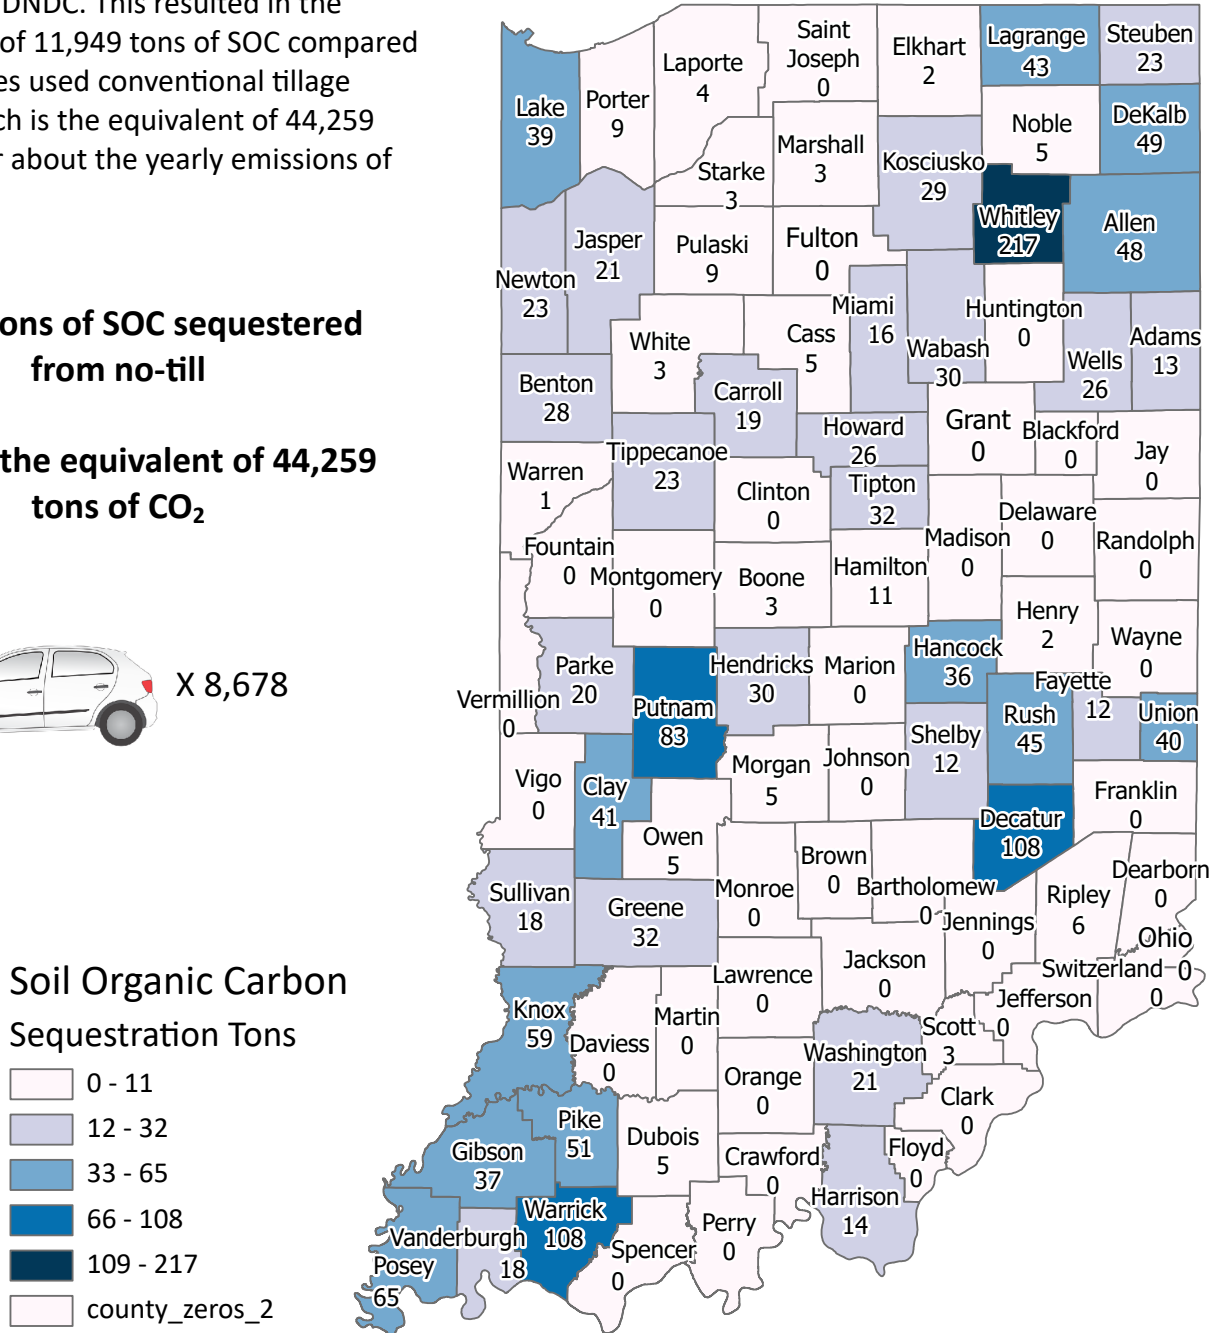 DNDC. This resulted in the
of 11,949 tons of SOC compared
es used conventional tillage
ch is the equivalent of 44,259
r about the yearly emissions of
ons of SOC sequestered
from no-till
the equivalent of 44,259
tons of CO₂
X 8,678
Soil Organic Carbon
Sequestration Tons
0 - 11
12 - 32
33 - 65
66 - 108
109 - 217
county_zeros_2
Lake
39
Porter
9
Laporte
4
Saint
Joseph
0
Elkhart
2
Lagrange
43
Steuben
23
Noble
5
DeKalb
49
Starke
3
Marshall
3
Kosciusko
29
Whitley
217
Allen
48
Newton
23
Jasper
21
Pulaski
9
Fulton
0
Miami
16
Wabash
30
Huntington
0
Wells
26
Adams
13
White
3
Cass
5
Benton
28
Carroll
19
Howard
26
Grant
0
Blackford
0
Jay
0
Warren
1
Tippecanoe
23
Clinton
0
Tipton
32
Madison
0
Delaware
0
Randolph
0
Fountain
0
Montgomery
0
Boone
3
Hamilton
11
Henry
2
Wayne
0
Vermillion
0
Parke
20
Putnam
83
Hendricks
30
Marion
0
Hancock
36
Rush
45
Fayette
12
Union
40
Vigo
0
Clay
41
Morgan
5
Johnson
0
Shelby
12
Decatur
108
Franklin
0
Owen
5
Sullivan
18
Greene
32
Monroe
0
Brown
0
Bartholomew
0
Jennings
0
Ripley
6
Dearborn
0
Ohio
0
Switzerland
0
Jefferson
0
Knox
59
Daviess
0
Martin
0
Lawrence
0
Jackson
0
Scott
3
Washington
21
Orange
0
Clark
0
Floyd
0
Gibson
37
Pike
51
Dubois
5
Crawford
0
Harrison
14
Posey
65
Vanderburgh
18
Warrick
108
Spencer
0
Perry
0